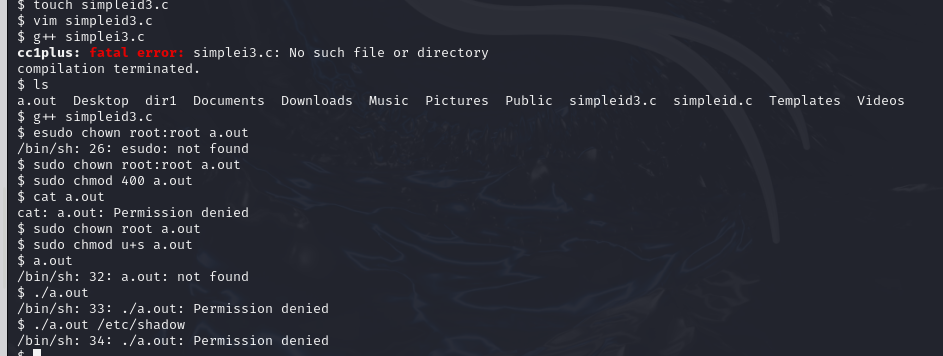 $ touch simpleid3.c
$ vim simpleid3.c
$ g++ simplei3.c
cc1plus: fatal error: simplei3.c: No such file or directory
compilation terminated.
$ ls
a.out  Desktop  dir1  Documents  Downloads  Music  Pictures  Public  simpleid3.c  simpleid.c  Templates  Videos
$ g++ simpleid3.c
$ esudo chown root:root a.out
/bin/sh: 26: esudo: not found
$ sudo chown root:root a.out
$ sudo chmod 400 a.out
$ cat a.out
cat: a.out: Permission denied
$ sudo chown root a.out
$ sudo chmod u+s a.out
$ a.out
/bin/sh: 32: a.out: not found
$ ./a.out
/bin/sh: 33: ./a.out: Permission denied
$ ./a.out /etc/shadow
/bin/sh: 34: ./a.out: Permission denied
$